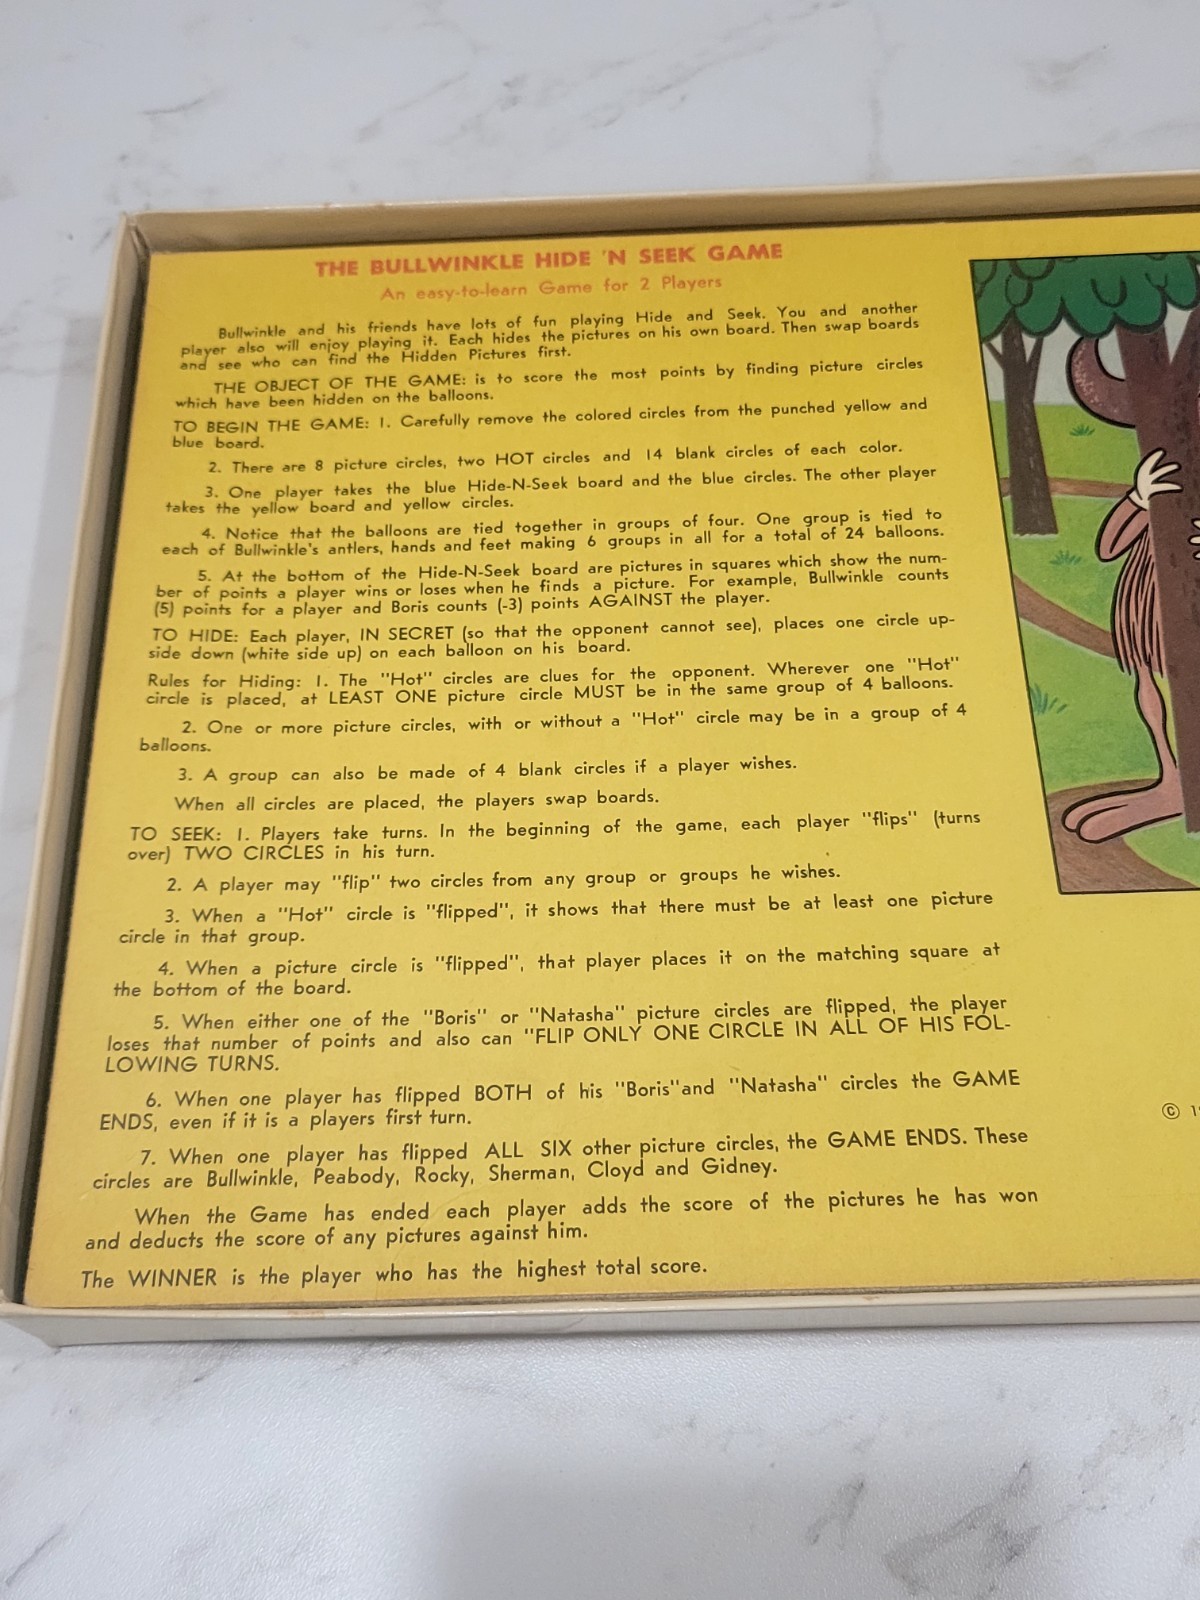 THE BULLWINKLE HIDE 'N SEEK GAME
An easy-to-learn Game for 2 Players
Bullwinkle and his friends have lots of fun playing Hide and Seek. You and another
player also will enjoy playing it. Each hides the pictures on his own board. Then swap boards
and see who can find the Hidden Pictures first.
THE OBJECT OF THE GAME: is to score the most points by finding picture circles
which have been hidden on the balloons.
TO BEGIN THE GAME: 1. Carefully remove the colored circles from the punched yellow and
blue board.
2. There are 8 picture circles, two HOT circles and 14 blank circles of each color.
3. One player takes the blue Hide-N-Seek board and the blue circles. The other player
takes the yellow board and yellow circles.
4. Notice that the balloons are tied together in groups of four. One group is tied to
each of Bullwinkle's antlers, hands and feet making 6 groups in all for a total of 24 balloons.
5. At the bottom of the Hide-N-Seek board are pictures in squares which show the num-
ber of points a player wins or loses when he finds a picture. For example, Bullwinkle counts
(5) points for a player and Boris counts (-3) points AGAINST the player.
TO HIDE: Each player, IN SECRET (so that the opponent cannot see), places one circle up-
side down (white side up) on each balloon on his board.
Rules for Hiding: 1. The "Hot" circles are clues for the opponent. Wherever one "Hot"
circle is placed, at LEAST ONE picture circle MUST be in the same group of 4 balloons.
2. One or more picture circles, with or without a "Hot" circle may be in a group of 4
balloons.
3. A group can also be made of 4 blank circles if a player wishes.
When all circles are placed, the players swap boards.
TO SEEK: 1. Players take turns. In the beginning of the game, each player "flips" (turns
over) TWO CIRCLES in his turn.
2. A player may "flip" two circles from any group or groups he wishes.
3. When a "Hot" circle is "flipped", it shows that there must be at least one picture
circle in that group.
4. When a picture circle is "flipped", that player places it on the matching square at
the bottom of the board.
5. When either one of the "Boris" or "Natasha" picture circles are flipped, the player
loses that number of points and also can "FLIP ONLY ONE CIRCLE IN ALL OF HIS FOL-
LOWING TURNS.
6. When one player has flipped BOTH of his "Boris"and "Natasha" circles the GAME
ENDS, even if it is a players first turn.
7. When one player has flipped ALL SIX other picture circles, the GAME ENDS. These
circles are Bullwinkle, Peabody, Rocky, Sherman, Cloyd and Gidney.
When the Game has ended each player adds the score of the pictures he has won
and deducts the score of any pictures against him.
The WINNER is the player who has the highest total score.
©